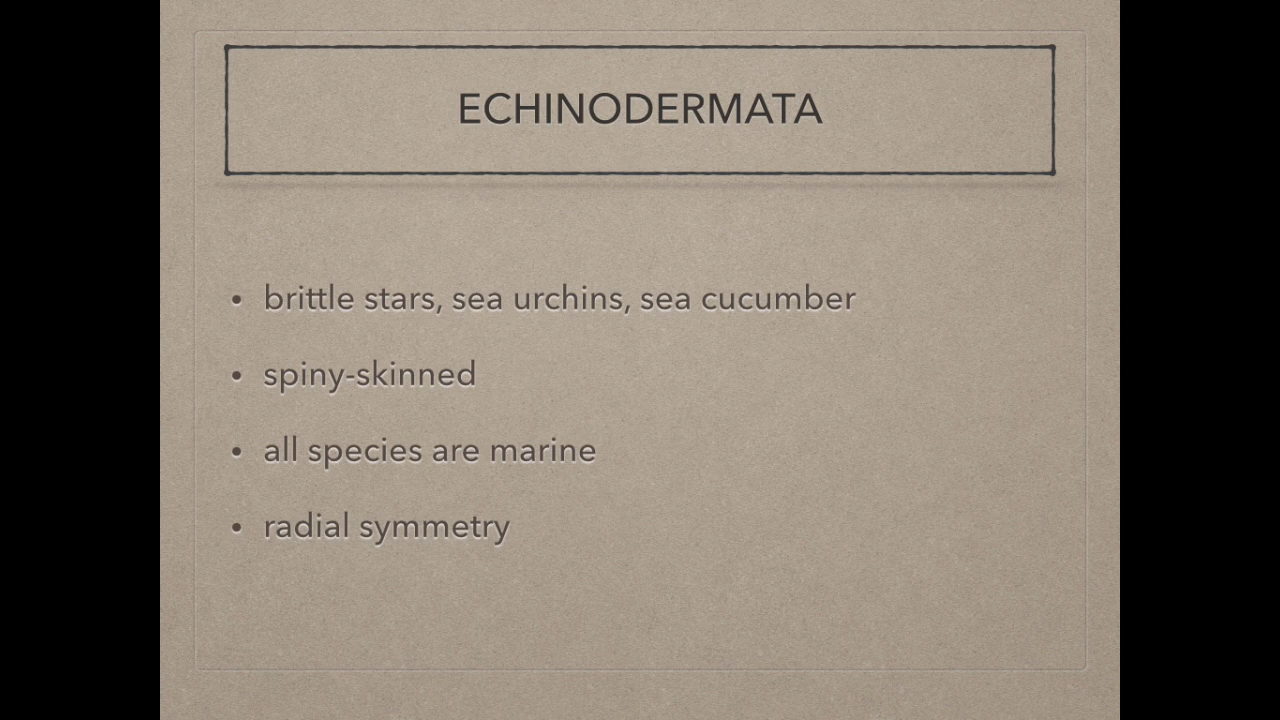 ECHINODERMATA
• brittle stars, sea urchins, sea cucumber
• spiny-skinned
• all species are marine
• radial symmetry